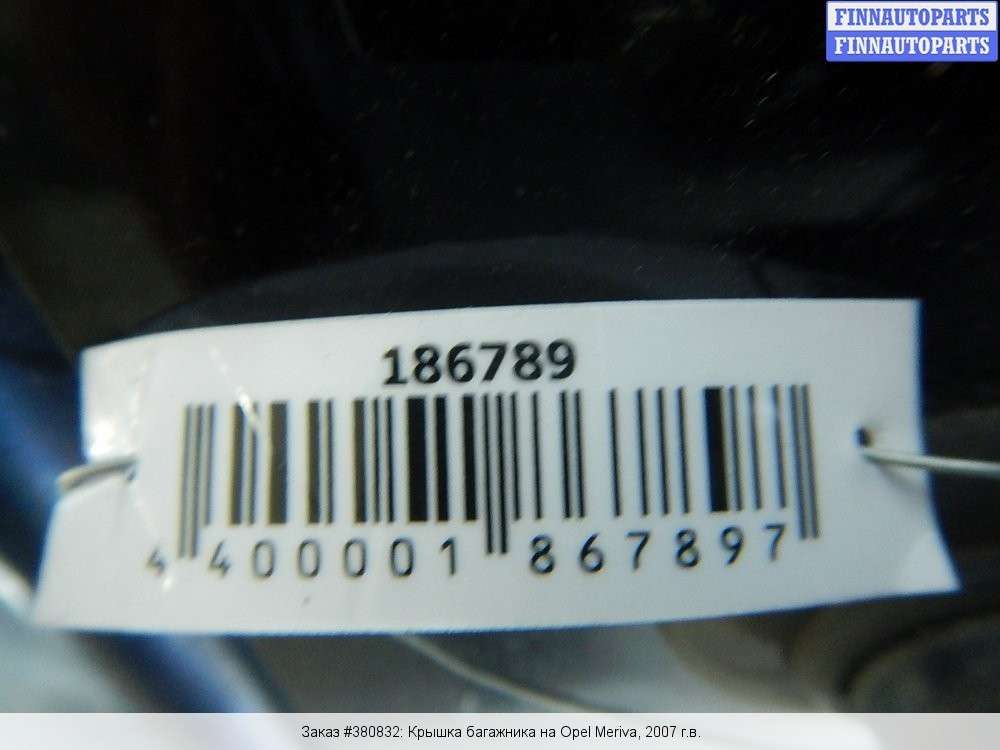 FINNAUTOPARTS
FINNAUTOPARTS
186789
4 400001 867897
Заказ #380832: Крышка багажника на Opel Meriva, 2007 г.в.